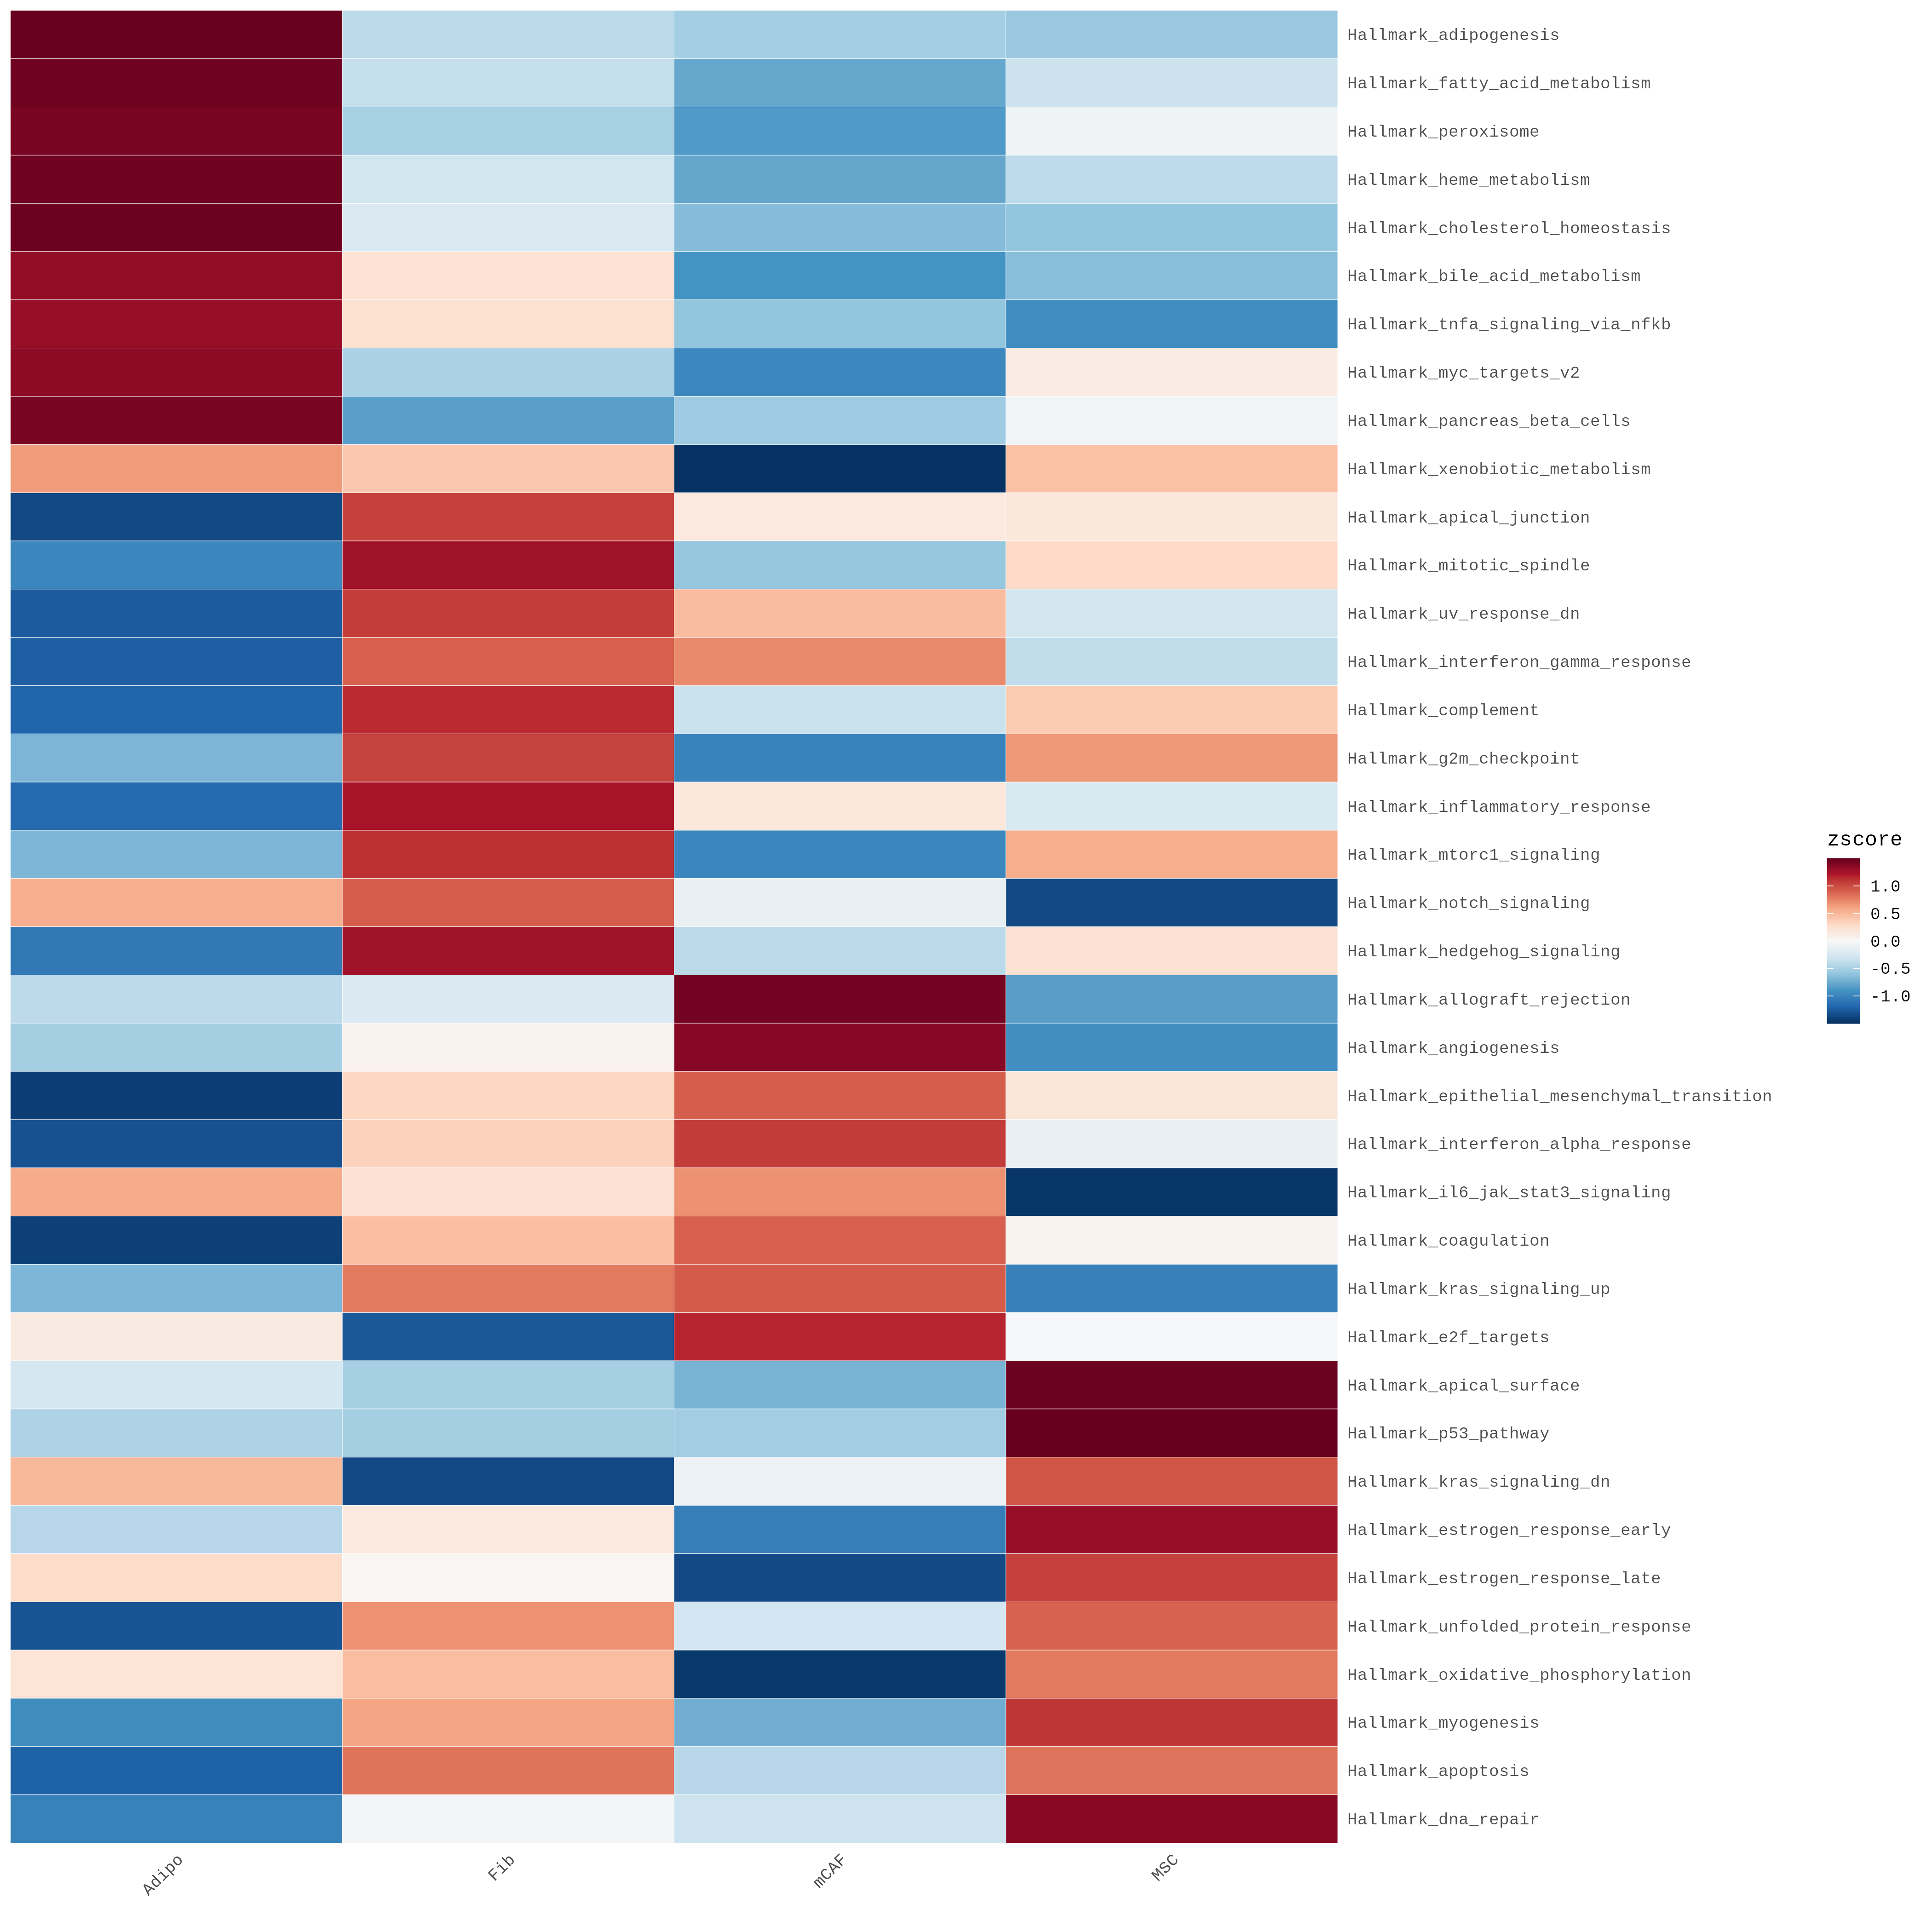 Hallmark_adipogenesis
Hallmark_fatty_acid_metabolism
Hallmark_peroxisome
Hallmark_heme_metabolism
Hallmark_cholesterol_homeostasis
Hallmark_bile_acid_metabolism
Hallmark_tnfa_signaling_via_nfkb
Hallmark_myc_targets_v2
Hallmark_pancreas_beta_cells
Hallmark_xenobiotic_metabolism
Hallmark_apical_junction
Hallmark_mitotic_spindle
Hallmark_uv_response_dn
Hallmark_interferon_gamma_response
Hallmark_complement
Hallmark_g2m_checkpoint
Hallmark_inflammatory_response
Hallmark_mtorc1_signaling
Hallmark_notch_signaling
Hallmark_hedgehog_signaling
Hallmark_allograft_rejection
Hallmark_angiogenesis
Hallmark_epithelial_mesenchymal_transition
Hallmark_interferon_alpha_response
Hallmark_il6_jak_stat3_signaling
Hallmark_coagulation
Hallmark_kras_signaling_up
Hallmark_e2f_targets
Hallmark_apical_surface
Hallmark_p53_pathway
Hallmark_kras_signaling_dn
Hallmark_estrogen_response_early
Hallmark_estrogen_response_late
Hallmark_unfolded_protein_response
Hallmark_oxidative_phosphorylation
Hallmark_myogenesis
Hallmark_apoptosis
Hallmark_dna_repair
Adipo
Fib
mCAF
MSC
zscore
1.0
0.5
0.0
-0.5
-1.0